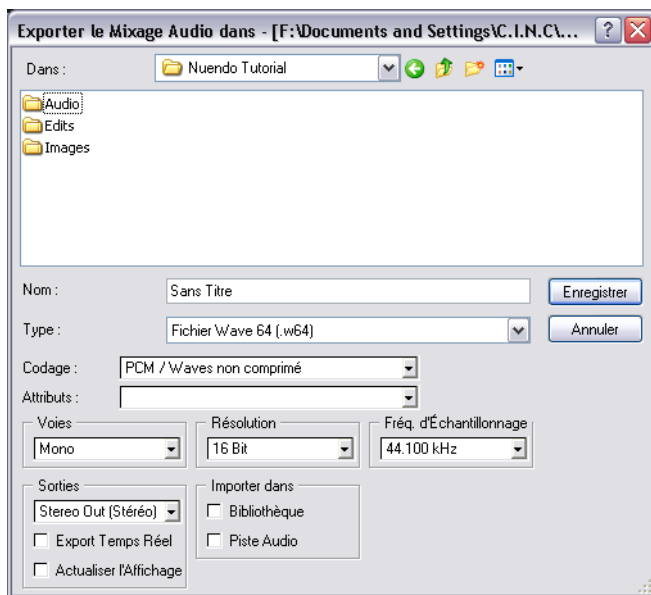 Exporter le Mixage Audio dans - [F:\Documents and Settings\C.I.N.C\...
Dans :
Nuendo Tutorial
Audio
Edits
Images
Nom :
Sans Titre
Enregistrer
Type :
Fichier Wave 64 (.w64)
Annuler
Codage :
PCM / Waves non comprimé
Attributs :
Voies
Résolution
Fréq. d'Échantillonnage
Mono
16 Bit
44.100 kHz
Sorties
Importer dans
Stereo Out (Stéréo)
Bibliothèque
Export Temps Réel
Piste Audio
Actualiser l'Affichage